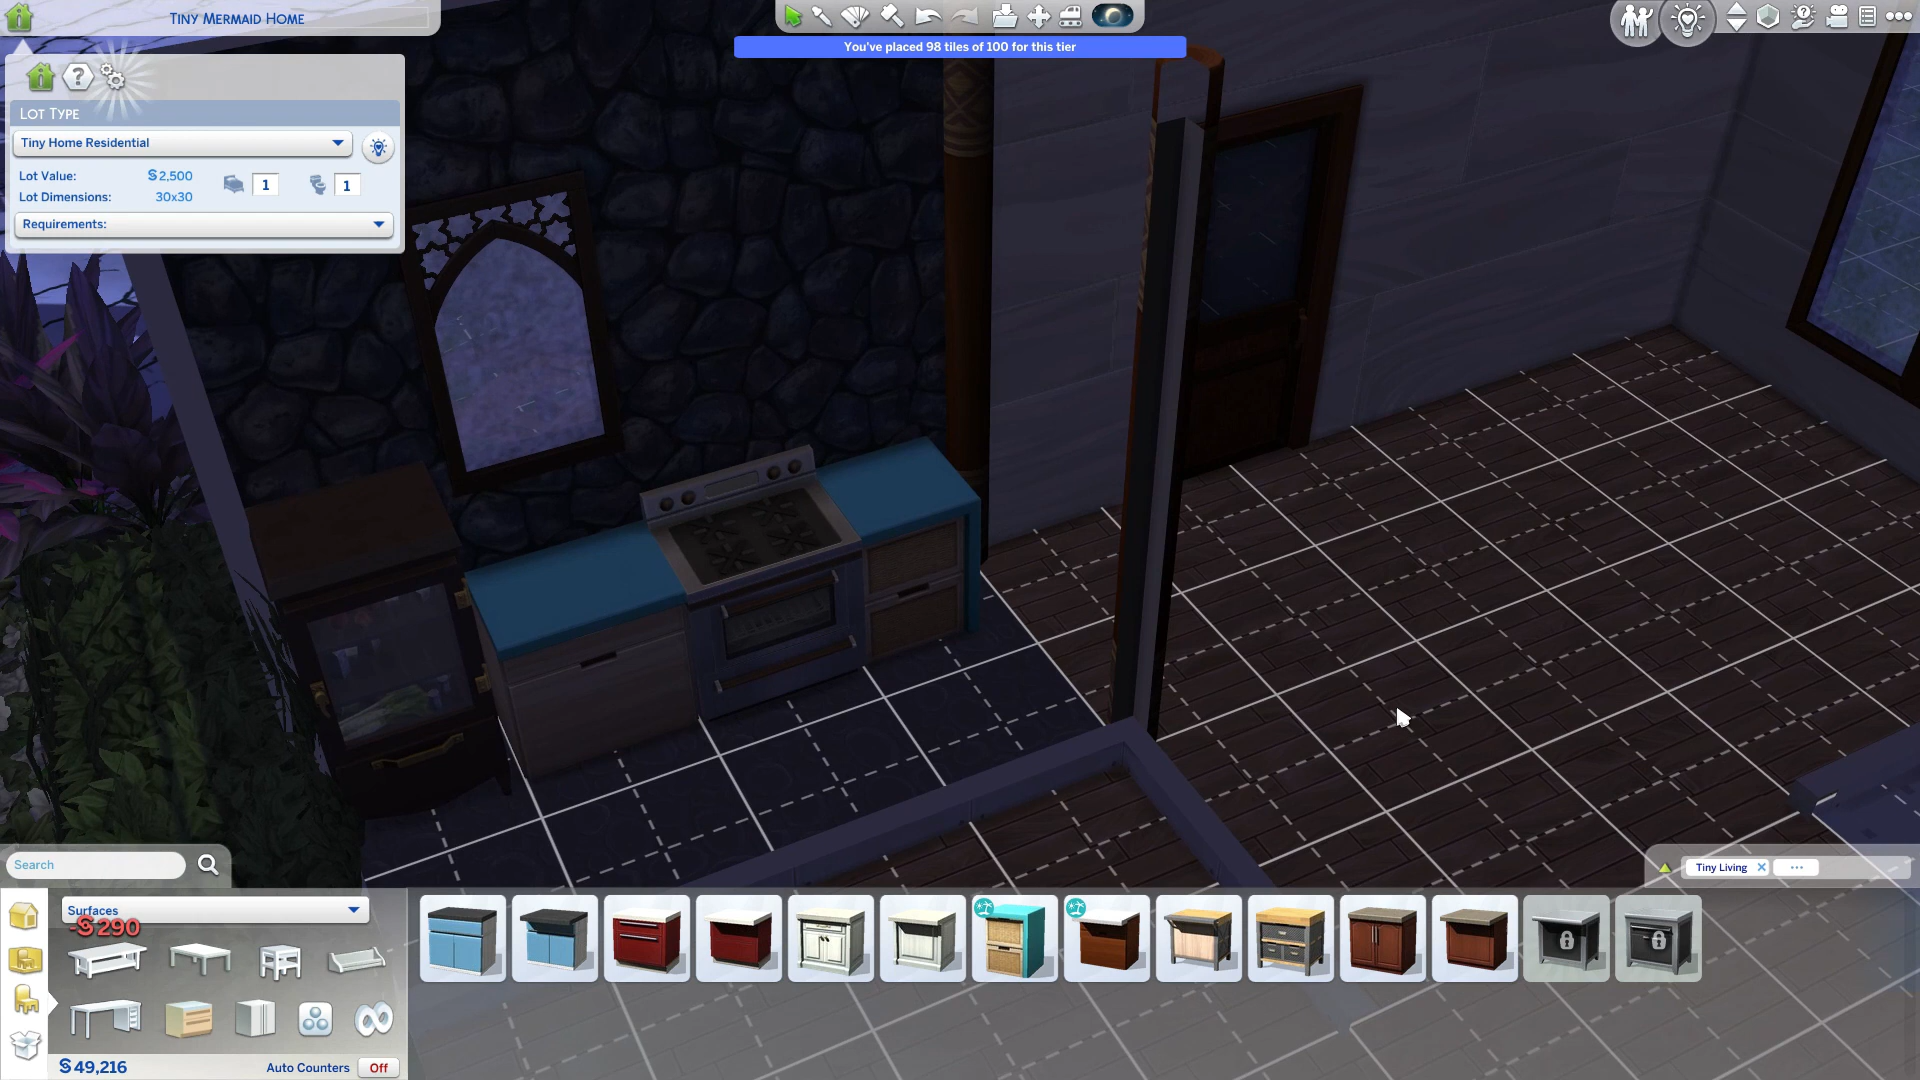 TINY MERMAID HOME
You've placed 98 tiles of 100 for this tier
LOT TYPE
Tiny Home Residential
Lot Value: §2,500
1
1
Lot Dimensions: 30x30
Requirements:
Search
Tiny Living
Surfaces
-§290
§49,216
Auto Counters Off